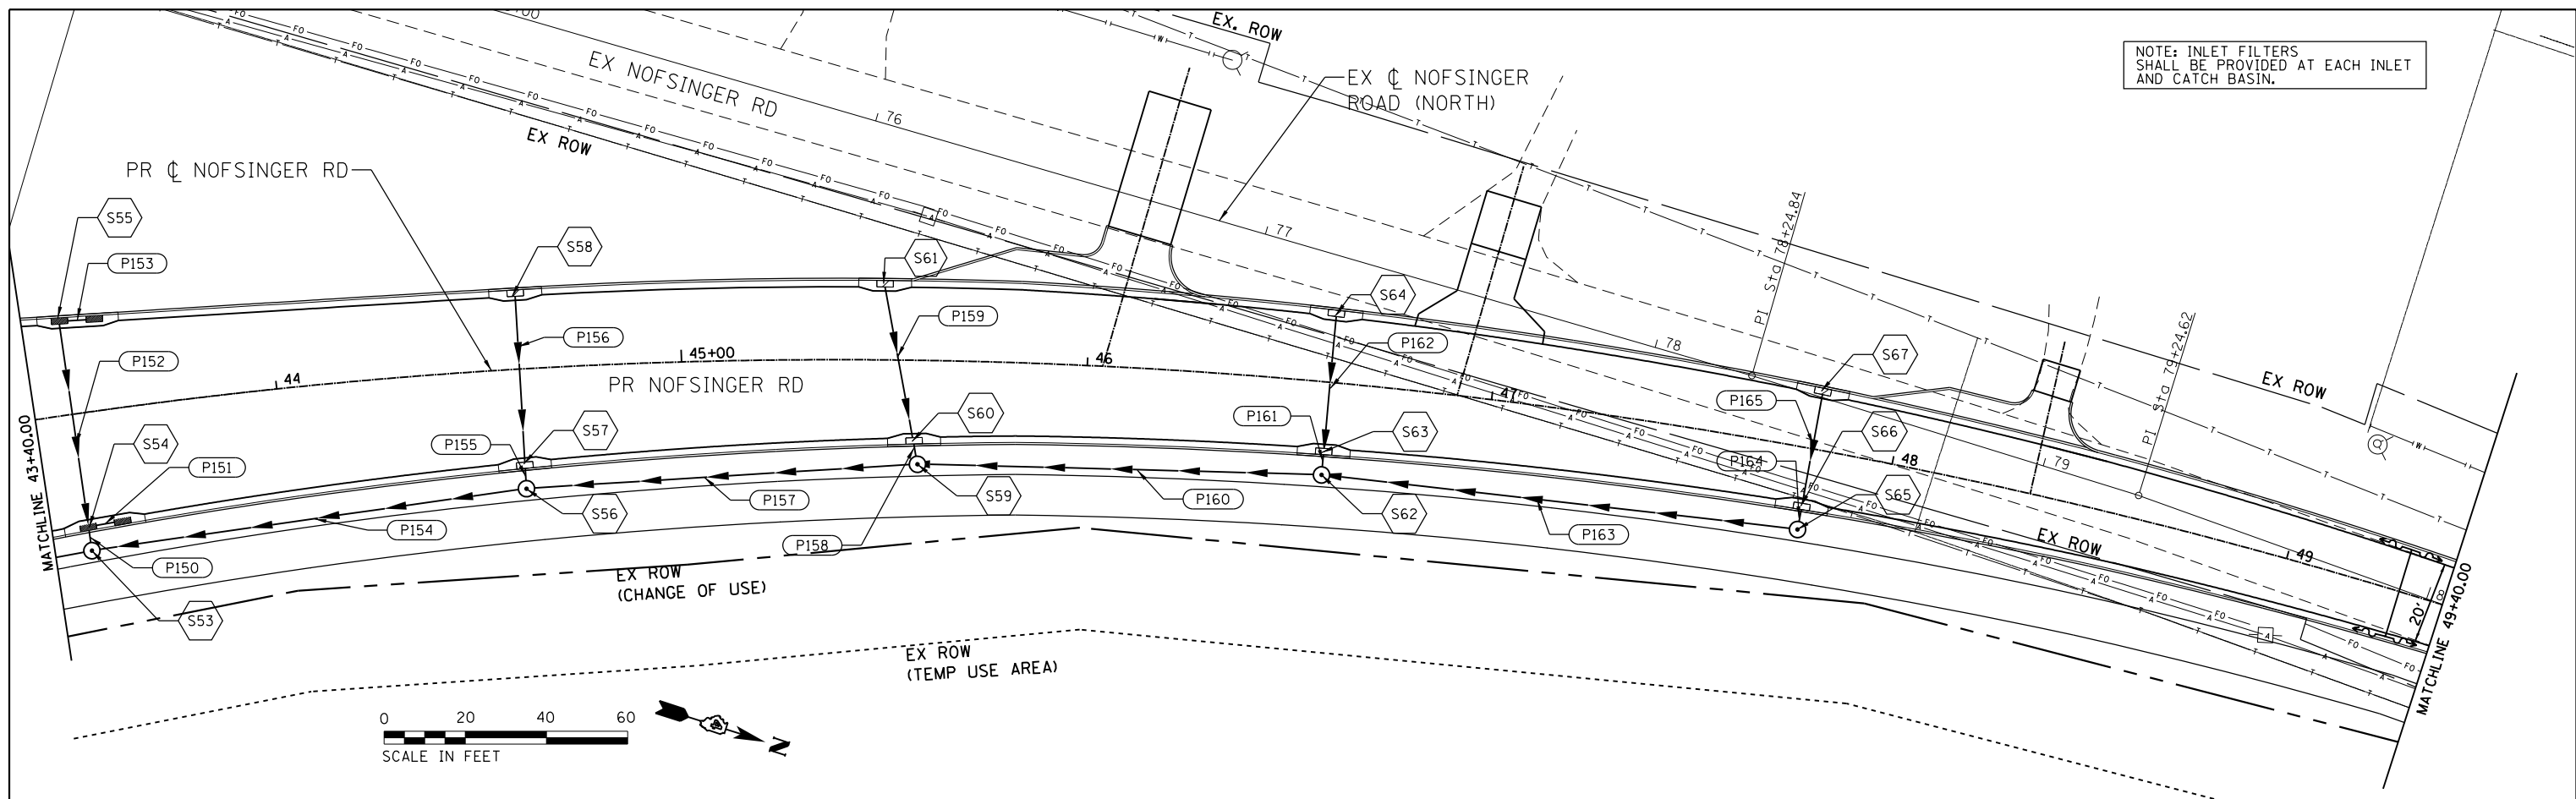 NOTE: INLET FILTERS
SHALL BE PROVIDED AT EACH INLET
AND CATCH BASIN.
EX. ROW
EX NOFSINGER RD
EX ℄ NOFSINGER
ROAD (NORTH)
76
EX ROW
PR ℄ NOFSINGER RD
77
PI Sta 78+24.84
S55
P153
S58
S61
S64
P156
P159
P162
78
S67
PI Sta 79+24.62
EX ROW
P152
45+00
46
44
PR NOFSINGER RD
47
MATCHLINE 43+40.00
S54
P151
P155
S57
S60
P161
S63
P165
S66
P164
48
79
P154
S56
P157
S59
P160
S62
P163
S65
P158
P150
S53
EX ROW
49
8
20'
MATCHLINE 49+40.00
EX ROW
(CHANGE OF USE)
EX ROW
(TEMP USE AREA)
0 20 40 60
SCALE IN FEET
N